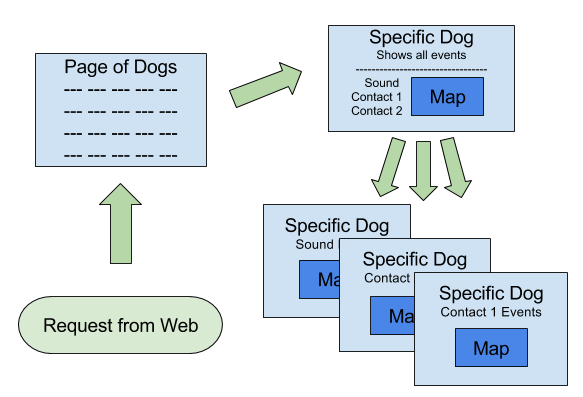 Page of Dogs
--- --- --- --- ---
--- --- --- --- ---
--- --- --- --- ---
--- --- --- --- ---
Specific Dog
Shows all events
Sound
Contact 1
Contact 2
Map
Request from Web
Specific Dog
Sound
Specific Dog
Contact
Specific Dog
Contact 1 Events
Map